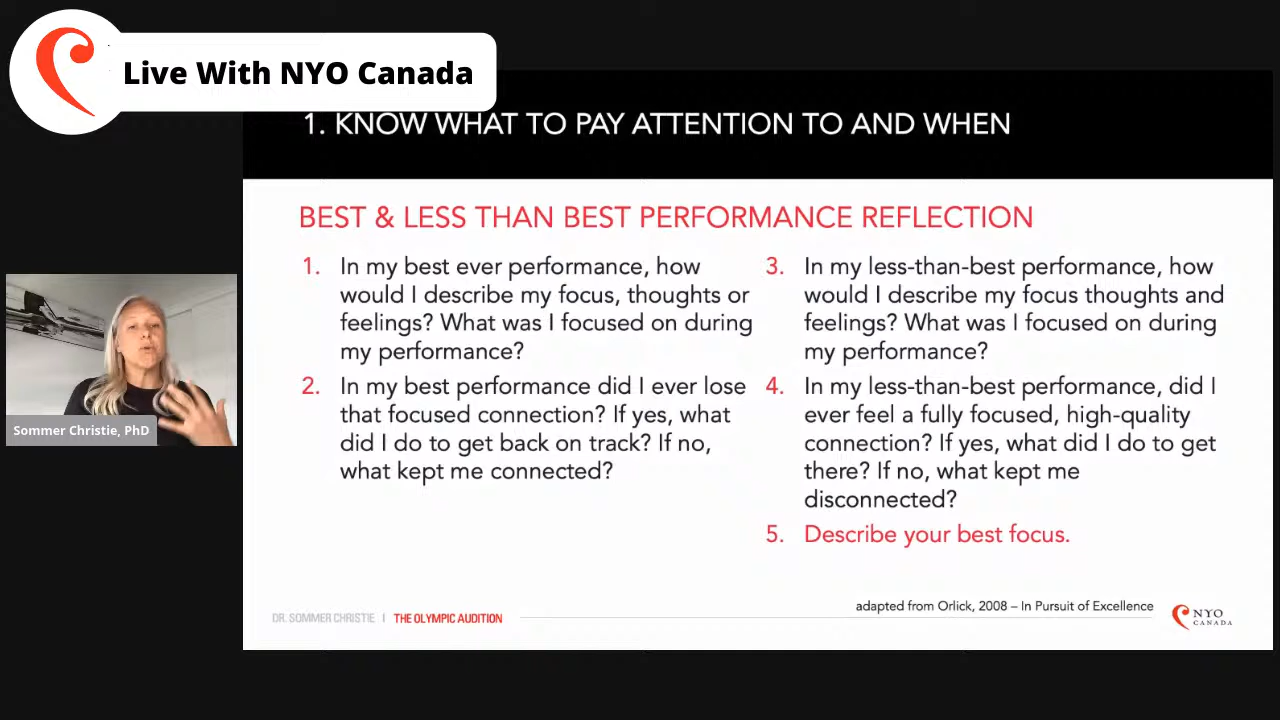 Live With NYO Canada
1. KNOW WHAT TO PAY ATTENTION TO AND WHEN
BEST & LESS THAN BEST PERFORMANCE REFLECTION
1. In my best ever performance, how
would I describe my focus, thoughts or
feelings? What was I focused on during
my performance?
2. In my best performance did I ever lose
that focused connection? If yes, what
did I do to get back on track? If no,
what kept me connected?
3. In my less-than-best performance, how
would I describe my focus thoughts and
feelings? What was I focused on during
my performance?
4. In my less-than-best performance, did I
ever feel a fully focused, high-quality
connection? If yes, what did I do to get
there? If no, what kept me
disconnected?
5. Describe your best focus.
Sommer Christie, PhD
adapted from Orlick, 2008 – In Pursuit of Excellence
DR. SOMMER CHRISTIE | THE OLYMPIC AUDITION
NYO
CANADA